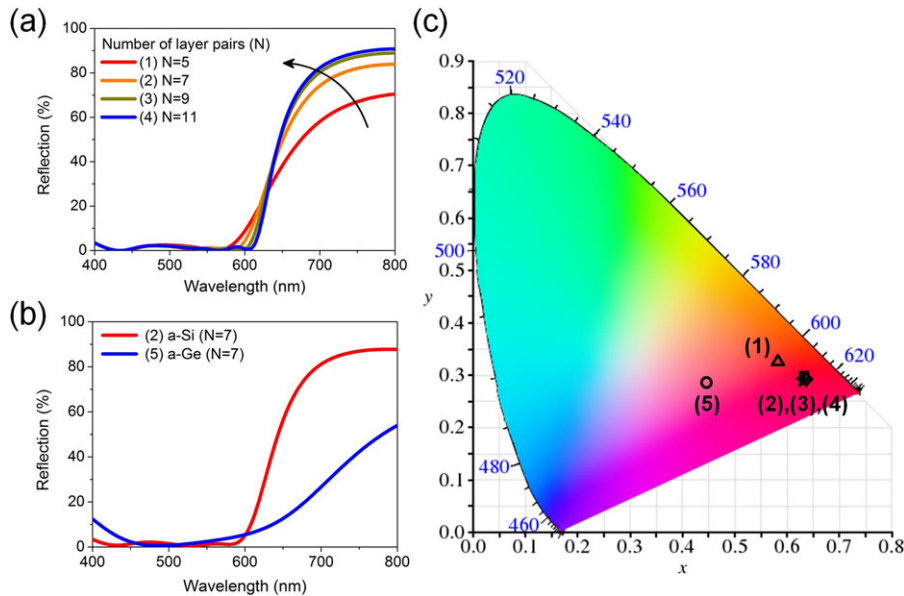 (a)
100
80
60
40
20
0
Reflection (%)
Number of layer pairs (N)
(1) N=5
(2) N=7
(3) N=9
(4) N=11
400 500 600 700 800
Wavelength (nm)
(b)
100
80
60
40
20
0
Reflection (%)
(2) a-Si (N=7)
(5) a-Ge (N=7)
400 500 600 700 800
Wavelength (nm)
(c)
0.9
0.8
0.7
0.6
0.5
y
0.4
0.3
0.2
0.1
0.0
520
540
560
500
580
600
620
480
460
(1)
(5)
(2),(3),(4)
0.0 0.1 0.2 0.3 0.4 0.5 0.6 0.7 0.8
x